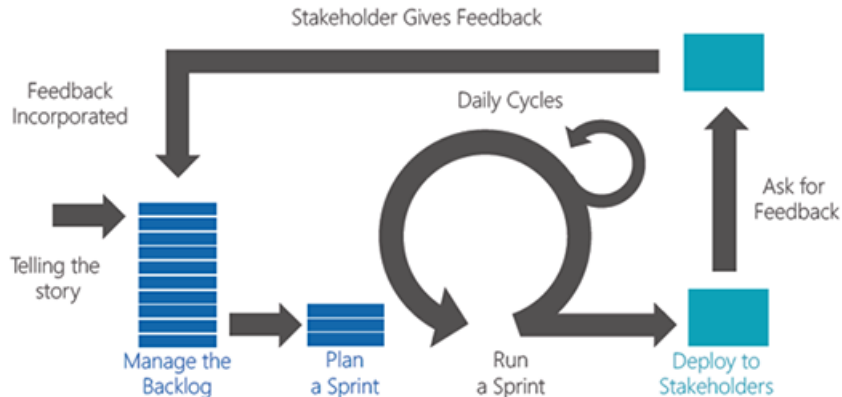 Stakeholder Gives Feedback
Feedback
Incorporated
Daily Cycles
Ask for
Feedback
Telling the
story
Manage the
Backlog
Plan
a Sprint
Run
a Sprint
Deploy to
Stakeholders